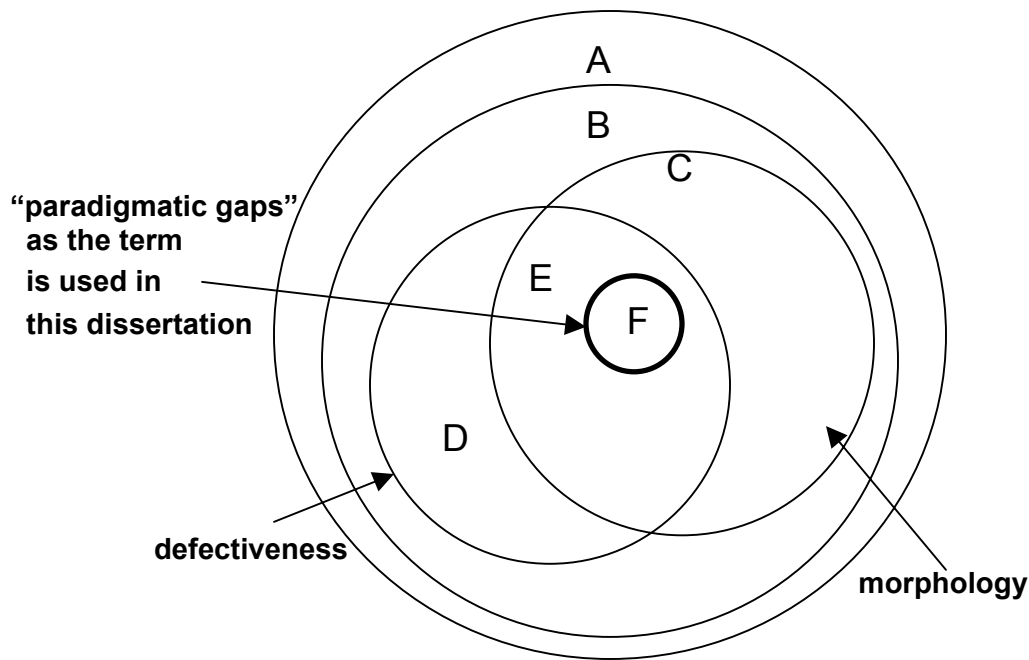 A
B
C
“paradigmatic gaps”
as the term
is used in
this dissertation
E
F
D
defectiveness
morphology